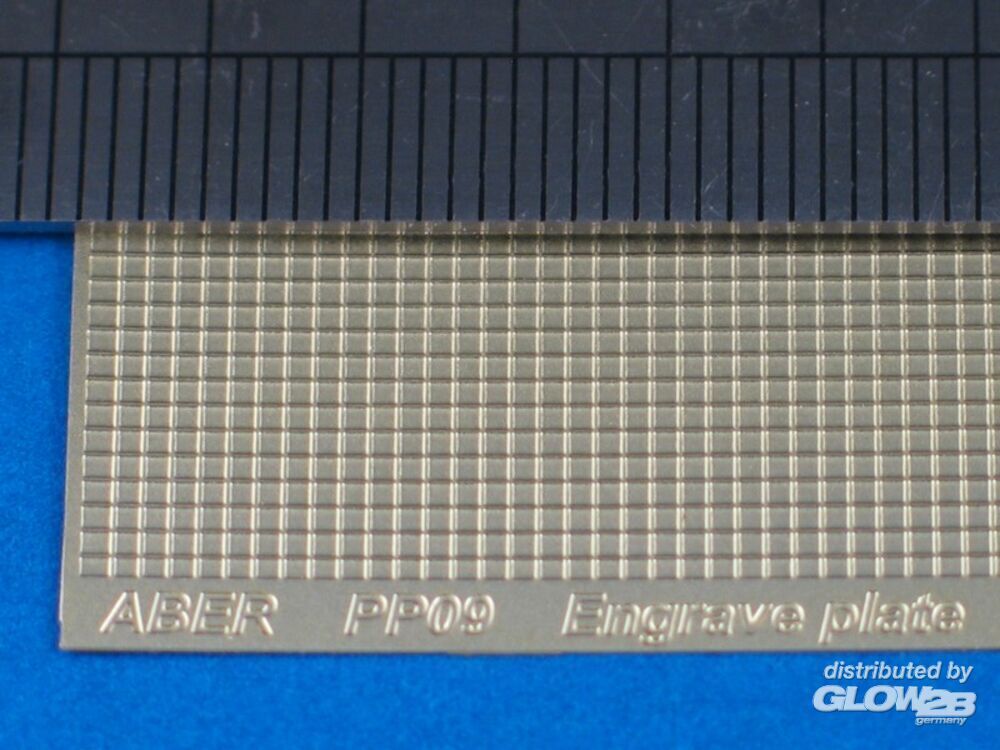 ABER PP09 Engrave plate
distributed by
GLOW2B
germany